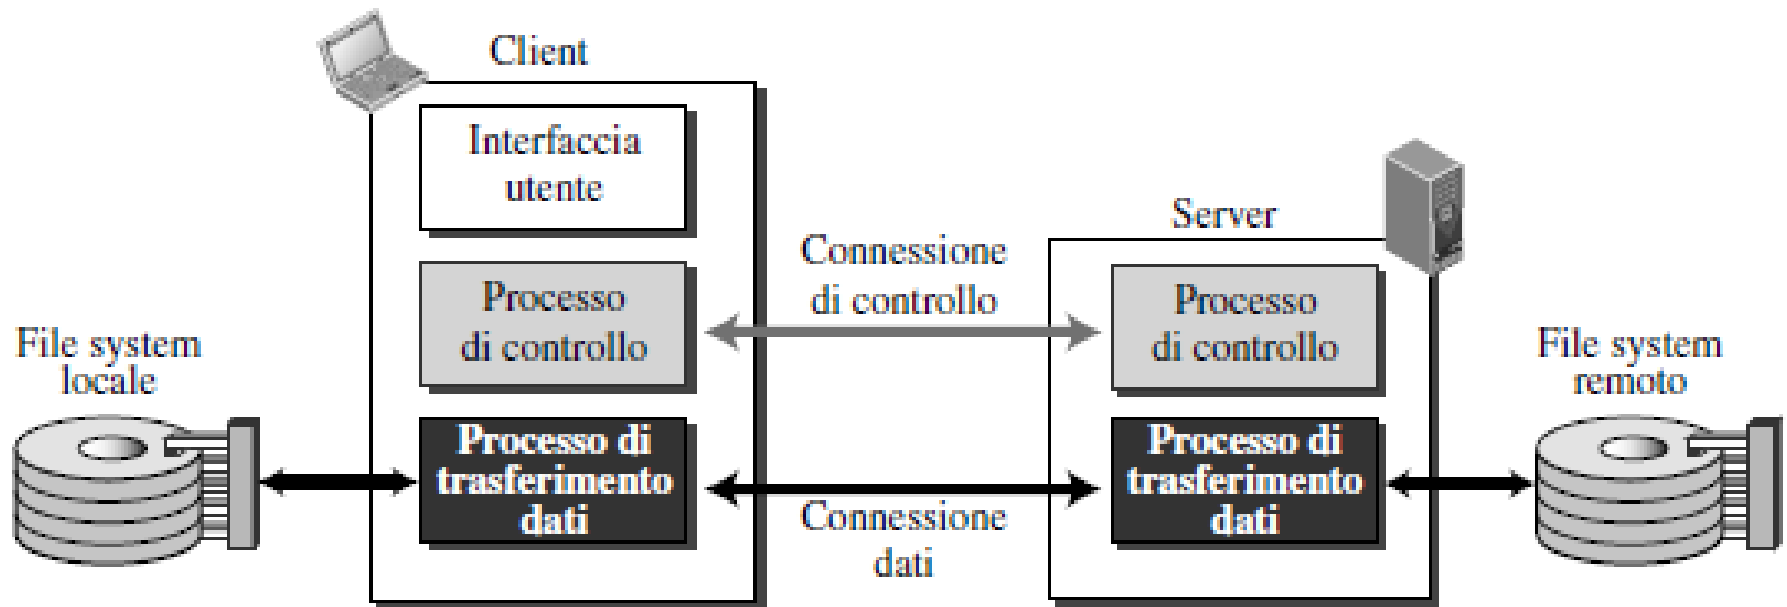 Client
Interfaccia
utente
Server
Connessione
di controllo
Processo
di controllo
Processo
di controllo
File system
locale
File system
remoto
Processo di
trasferimento
dati
Processo di
trasferimento
dati
Connessione
dati